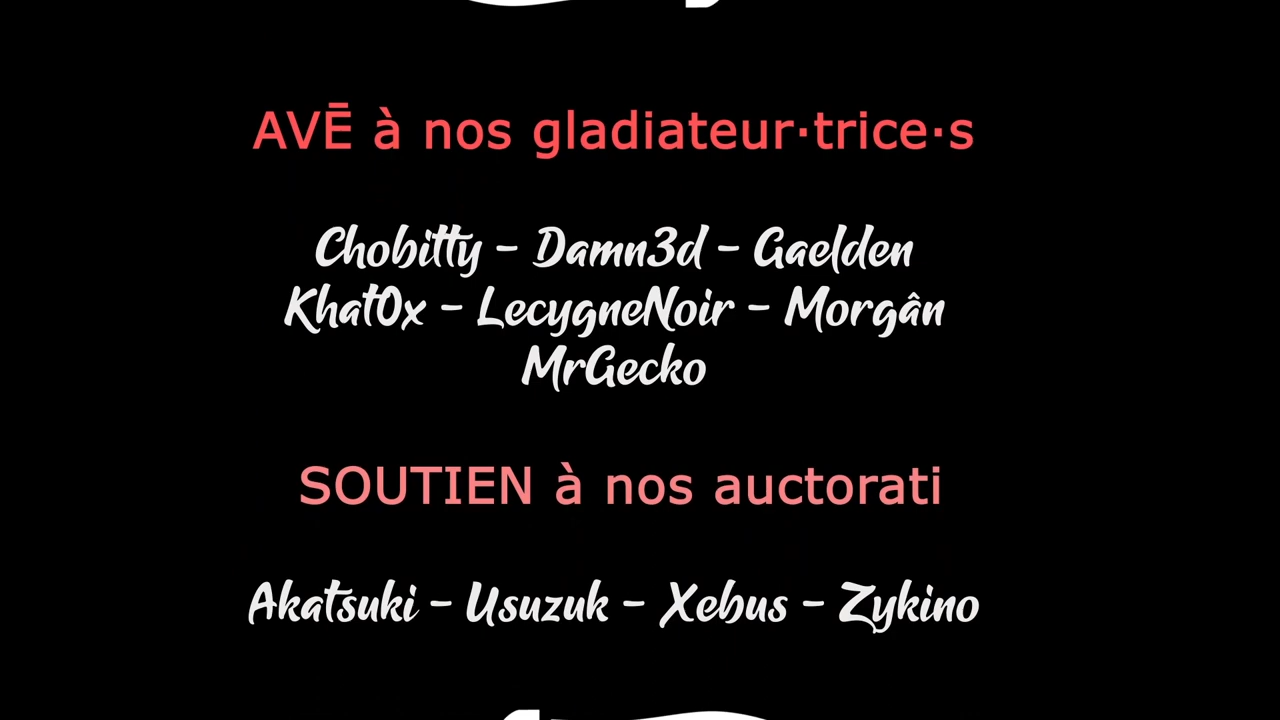 AVĒ à nos gladiateur·trice·s
Chobitty - Damn3d - Gaelden
Khat0x - LecygneNoir - Morgân
MrGecko
SOUTIEN à nos auctorati
Akatsuki - Usuzuk - Xebus - Zykino